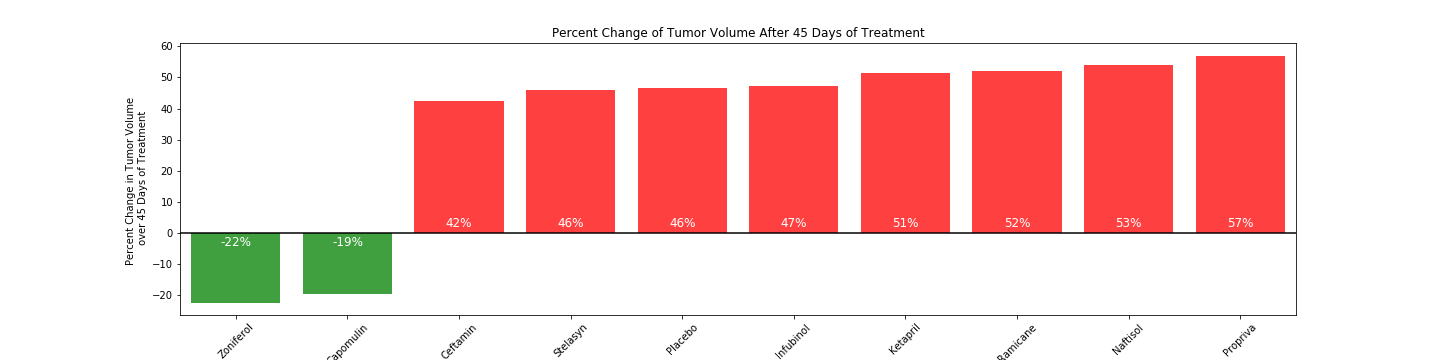 Percent Change of Tumor Volume After 45 Days of Treatment
Percent Change in Tumor Volume
over 45 Days of Treatment
60
50
40
30
20
10
0
−10
−20
-22%
-19%
42%
46%
46%
47%
51%
52%
53%
57%
Zoniferol
Capomulin
Ceftamin
Stelasyn
Placebo
Infubinol
Ketapril
Ramicane
Naftisol
Propriva